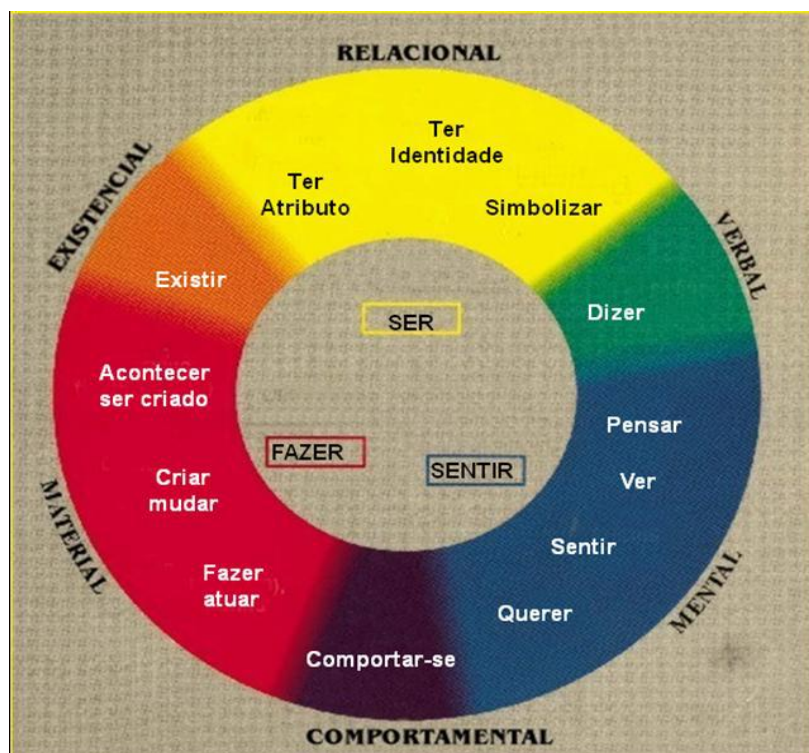 RELACIONAL
Ter
Identidade
Ter
Atributo
Simbolizar
EXISTENCIAL
VERBAL
Existir
SER
Dizer
Acontecer
ser criado
Pensar
FAZER
SENTIR
Ver
Criar
mudar
MATERIAL
Sentir
MENTAL
Fazer
atuar
Querer
Comportar-se
COMPORTAMENTAL